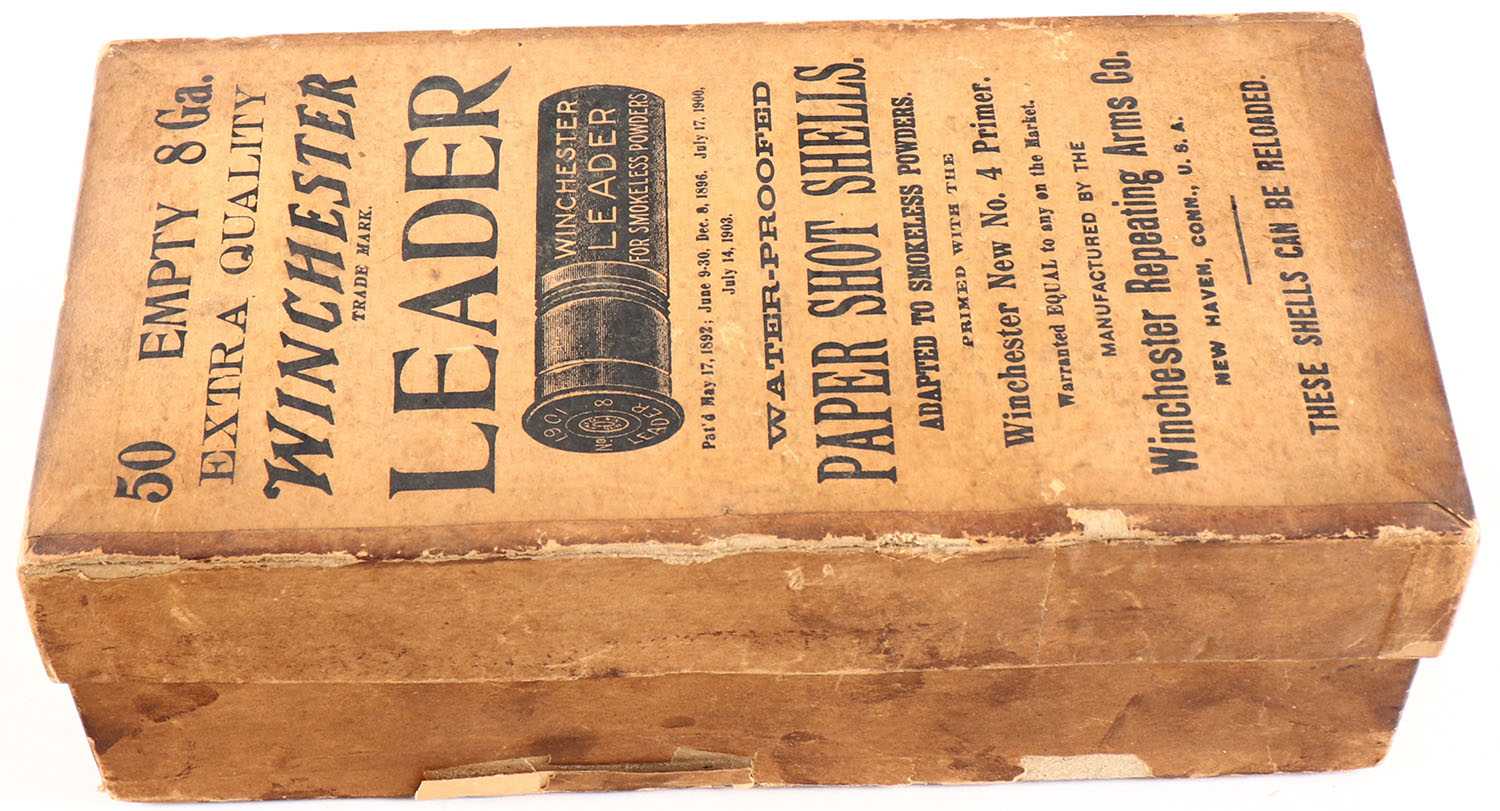 50 EMPTY 8 Ga.
EXTRA QUALITY
WINCHESTER
TRADE MARK.
LEADER
WINCHESTER
LEADER
FOR SMOKELESS POWDERS
1901
No. 8
LEADER
Pat'd May 17, 1892; June 9-30, Dec. 8, 1896. July 17, 1900,
July 14, 1903.
WATER-PROOFED
PAPER SHOT SHELLS.
ADAPTED TO SMOKELESS POWDERS.
PRIMED WITH THE
Winchester New No. 4 Primer.
Warranted EQUAL to any on the Market.
MANUFACTURED BY THE
Winchester Repeating Arms Co.
NEW HAVEN, CONN., U. S. A.
THESE SHELLS CAN BE RELOADED.